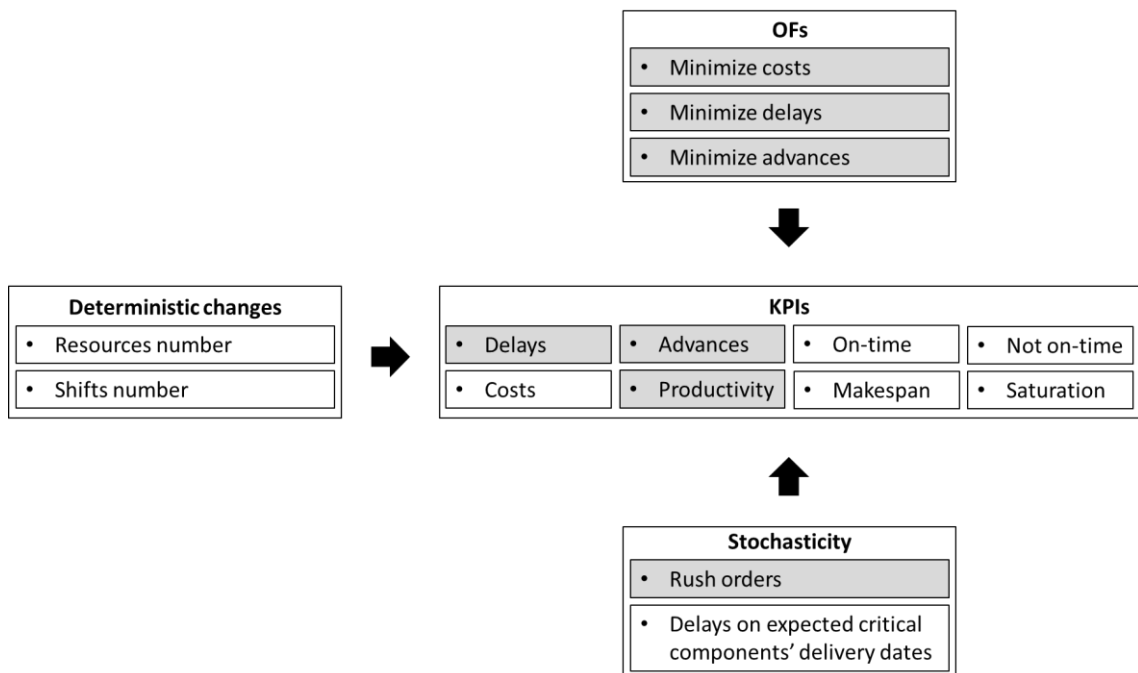 OFs
• Minimize costs
• Minimize delays
• Minimize advances
Deterministic changes
• Resources number
• Shifts number
KPIs
• Delays
• Advances
• On-time
• Not on-time
• Costs
• Productivity
• Makespan
• Saturation
Stochasticity
• Rush orders
• Delays on expected critical
components’ delivery dates